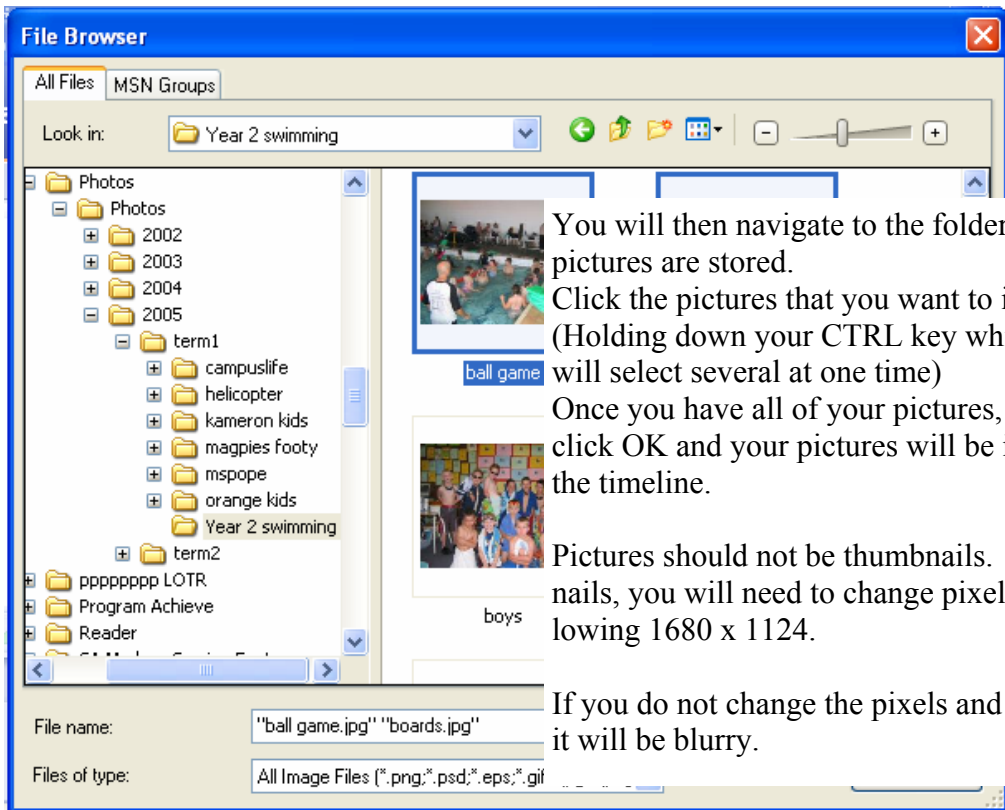 File Browser
All Files
MSN Groups
Look in:
Year 2 swimming
Photos
Photos
2002
2003
2004
2005
term1
campuslife
helicopter
kameron kids
magpies footy
mspope
orange kids
Year 2 swimming
term2
pppppppp LOTR
Program Achieve
Reader
ball game
boys
You will then navigate to the folder
pictures are stored.
Click the pictures that you want to
(Holding down your CTRL key
will select several at one time)
Once you have all of your pictures,
click OK and your pictures will be
the timeline.
Pictures should not be thumbnails.
nails, you will need to change pixel
lowing 1680 x 1124.
If you do not change the pixels and
it will be blurry.
File name:
"ball game.jpg" "boards.jpg"
Files of type:
All Image Files (*.png;*.psd;*.eps;*.gif